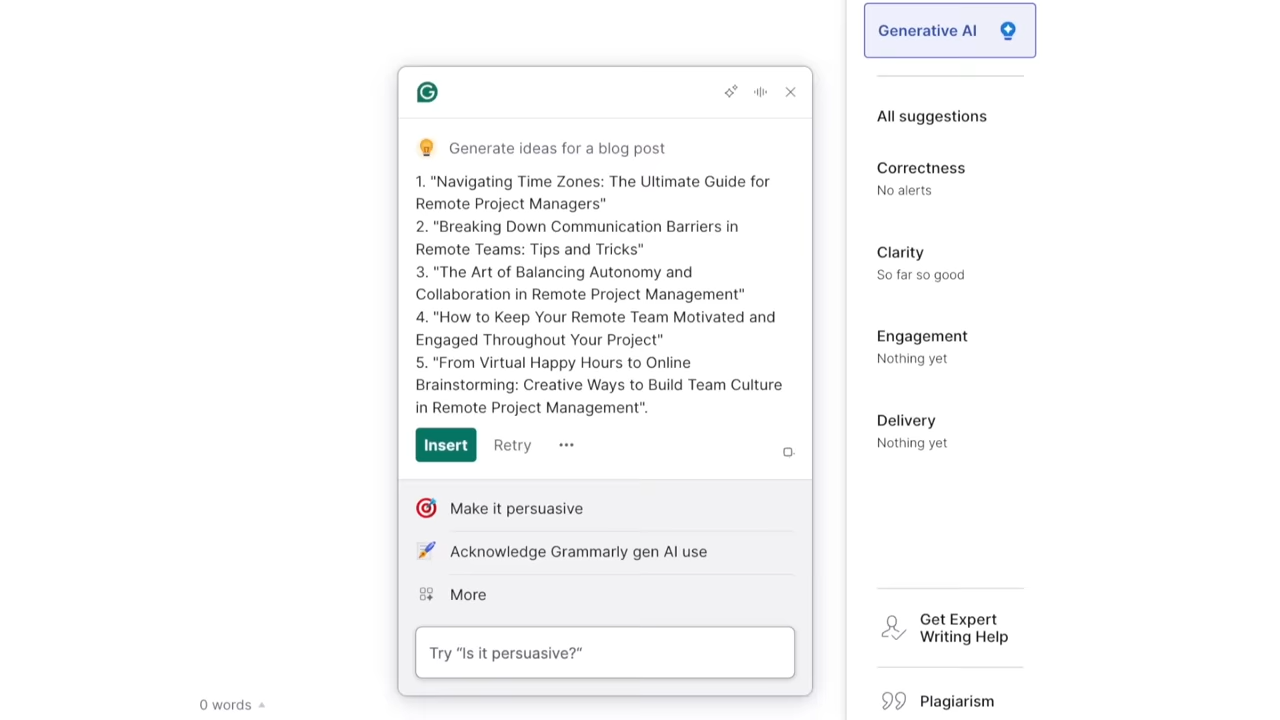 Generative AI
Generate ideas for a blog post
1. "Navigating Time Zones: The Ultimate Guide for
Remote Project Managers"
2. "Breaking Down Communication Barriers in
Remote Teams: Tips and Tricks"
3. "The Art of Balancing Autonomy and
Collaboration in Remote Project Management"
4. "How to Keep Your Remote Team Motivated and
Engaged Throughout Your Project"
5. "From Virtual Happy Hours to Online
Brainstorming: Creative Ways to Build Team Culture
in Remote Project Management".
Insert Retry •••
Make it persuasive
Acknowledge Grammarly gen AI use
More
Try “Is it persuasive?”
0 words
All suggestions
Correctness
No alerts
Clarity
So far so good
Engagement
Nothing yet
Delivery
Nothing yet
Get Expert
Writing Help
Plagiarism